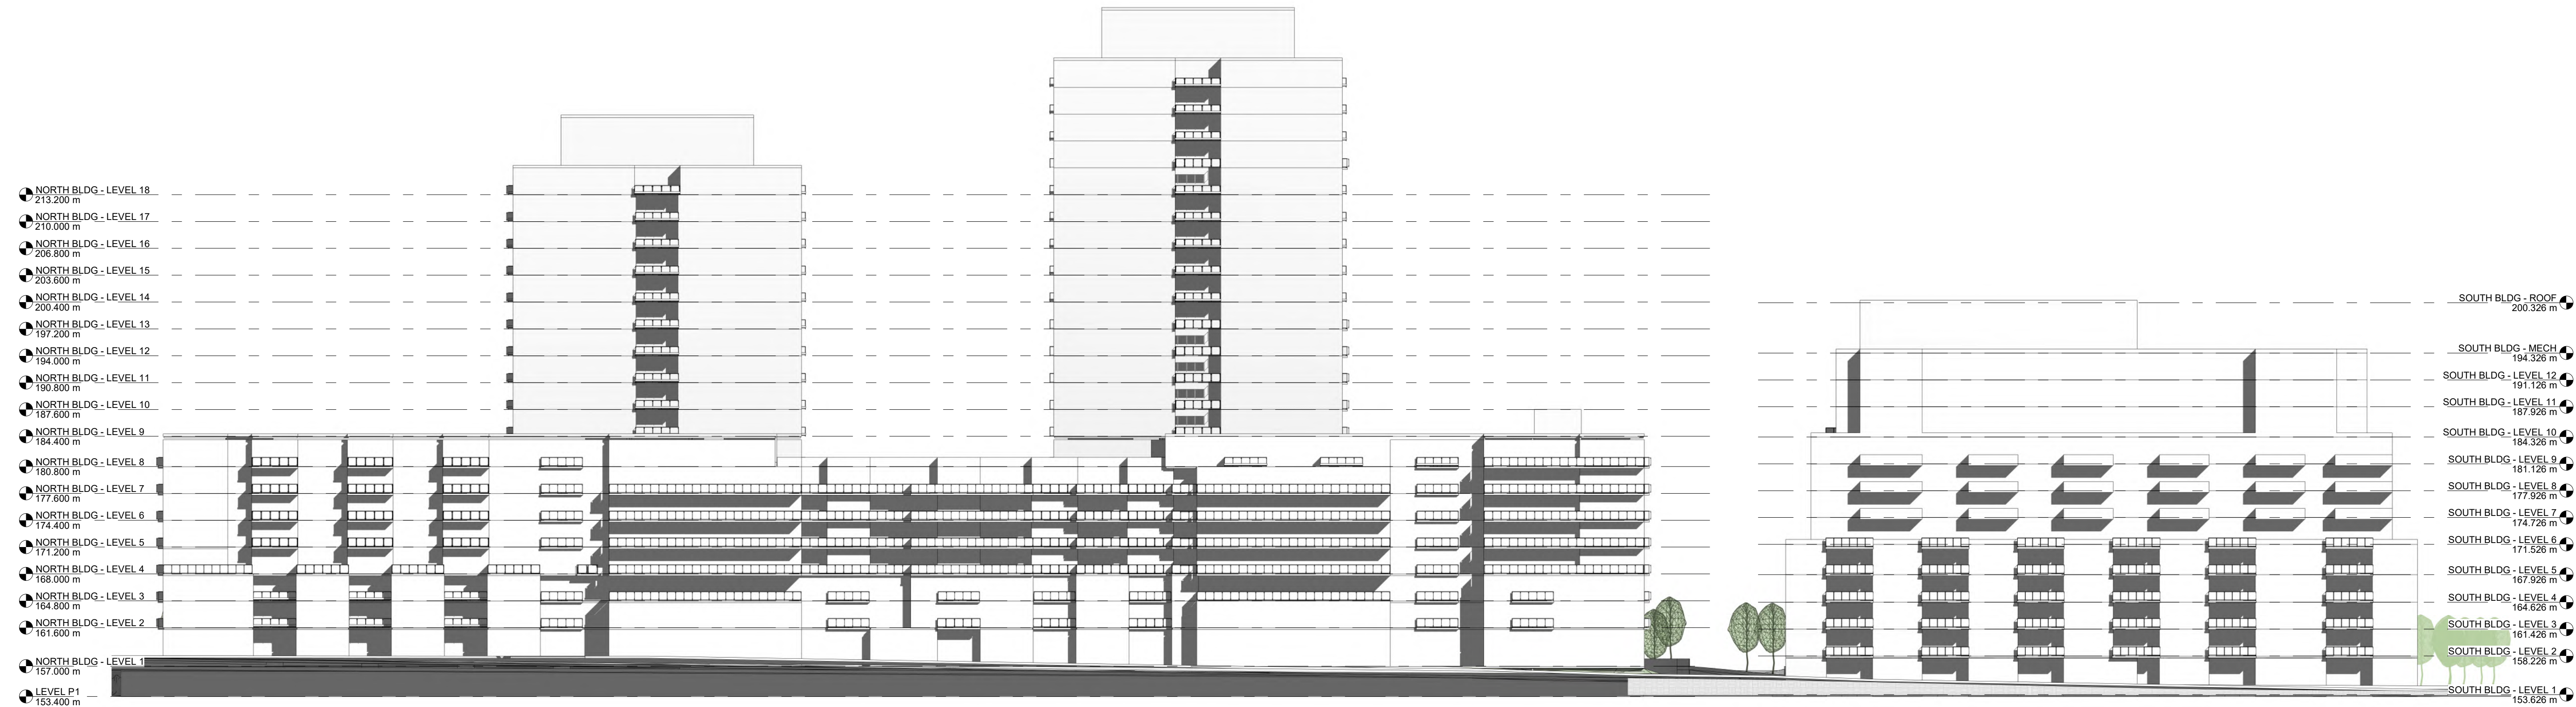 NORTH BLDG - LEVEL 18
213.200 m
NORTH BLDG - LEVEL 17
210.000 m
NORTH BLDG - LEVEL 16
206.800 m
NORTH BLDG - LEVEL 15
203.600 m
NORTH BLDG - LEVEL 14
200.400 m
NORTH BLDG - LEVEL 13
197.200 m
NORTH BLDG - LEVEL 12
194.000 m
NORTH BLDG - LEVEL 11
190.800 m
NORTH BLDG - LEVEL 10
187.600 m
NORTH BLDG - LEVEL 9
184.400 m
NORTH BLDG - LEVEL 8
180.800 m
NORTH BLDG - LEVEL 7
177.600 m
NORTH BLDG - LEVEL 6
174.400 m
NORTH BLDG - LEVEL 5
171.200 m
NORTH BLDG - LEVEL 4
168.000 m
NORTH BLDG - LEVEL 3
164.800 m
NORTH BLDG - LEVEL 2
161.600 m
NORTH BLDG - LEVEL 1
157.000 m
LEVEL P1
153.400 m
SOUTH BLDG - ROOF
200.326 m
SOUTH BLDG - MECH
194.326 m
SOUTH BLDG - LEVEL 12
191.126 m
SOUTH BLDG - LEVEL 11
187.926 m
SOUTH BLDG - LEVEL 10
184.326 m
SOUTH BLDG - LEVEL 9
181.126 m
SOUTH BLDG - LEVEL 8
177.926 m
SOUTH BLDG - LEVEL 7
174.726 m
SOUTH BLDG - LEVEL 6
171.526 m
SOUTH BLDG - LEVEL 5
167.926 m
SOUTH BLDG - LEVEL 4
164.626 m
SOUTH BLDG - LEVEL 3
161.426 m
SOUTH BLDG - LEVEL 2
158.226 m
SOUTH BLDG - LEVEL 1
153.626 m